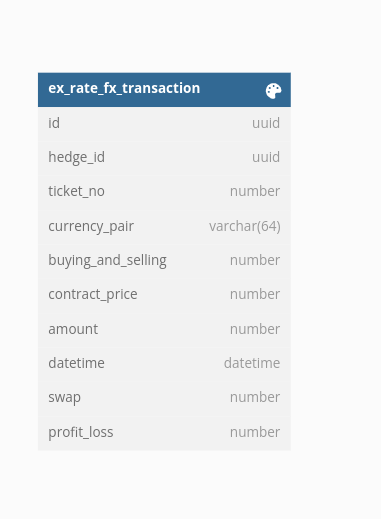 ex_rate_fx_transaction
id uuid
hedge_id uuid
ticket_no number
currency_pair varchar(64)
buying_and_selling number
contract_price number
amount number
datetime datetime
swap number
profit_loss number